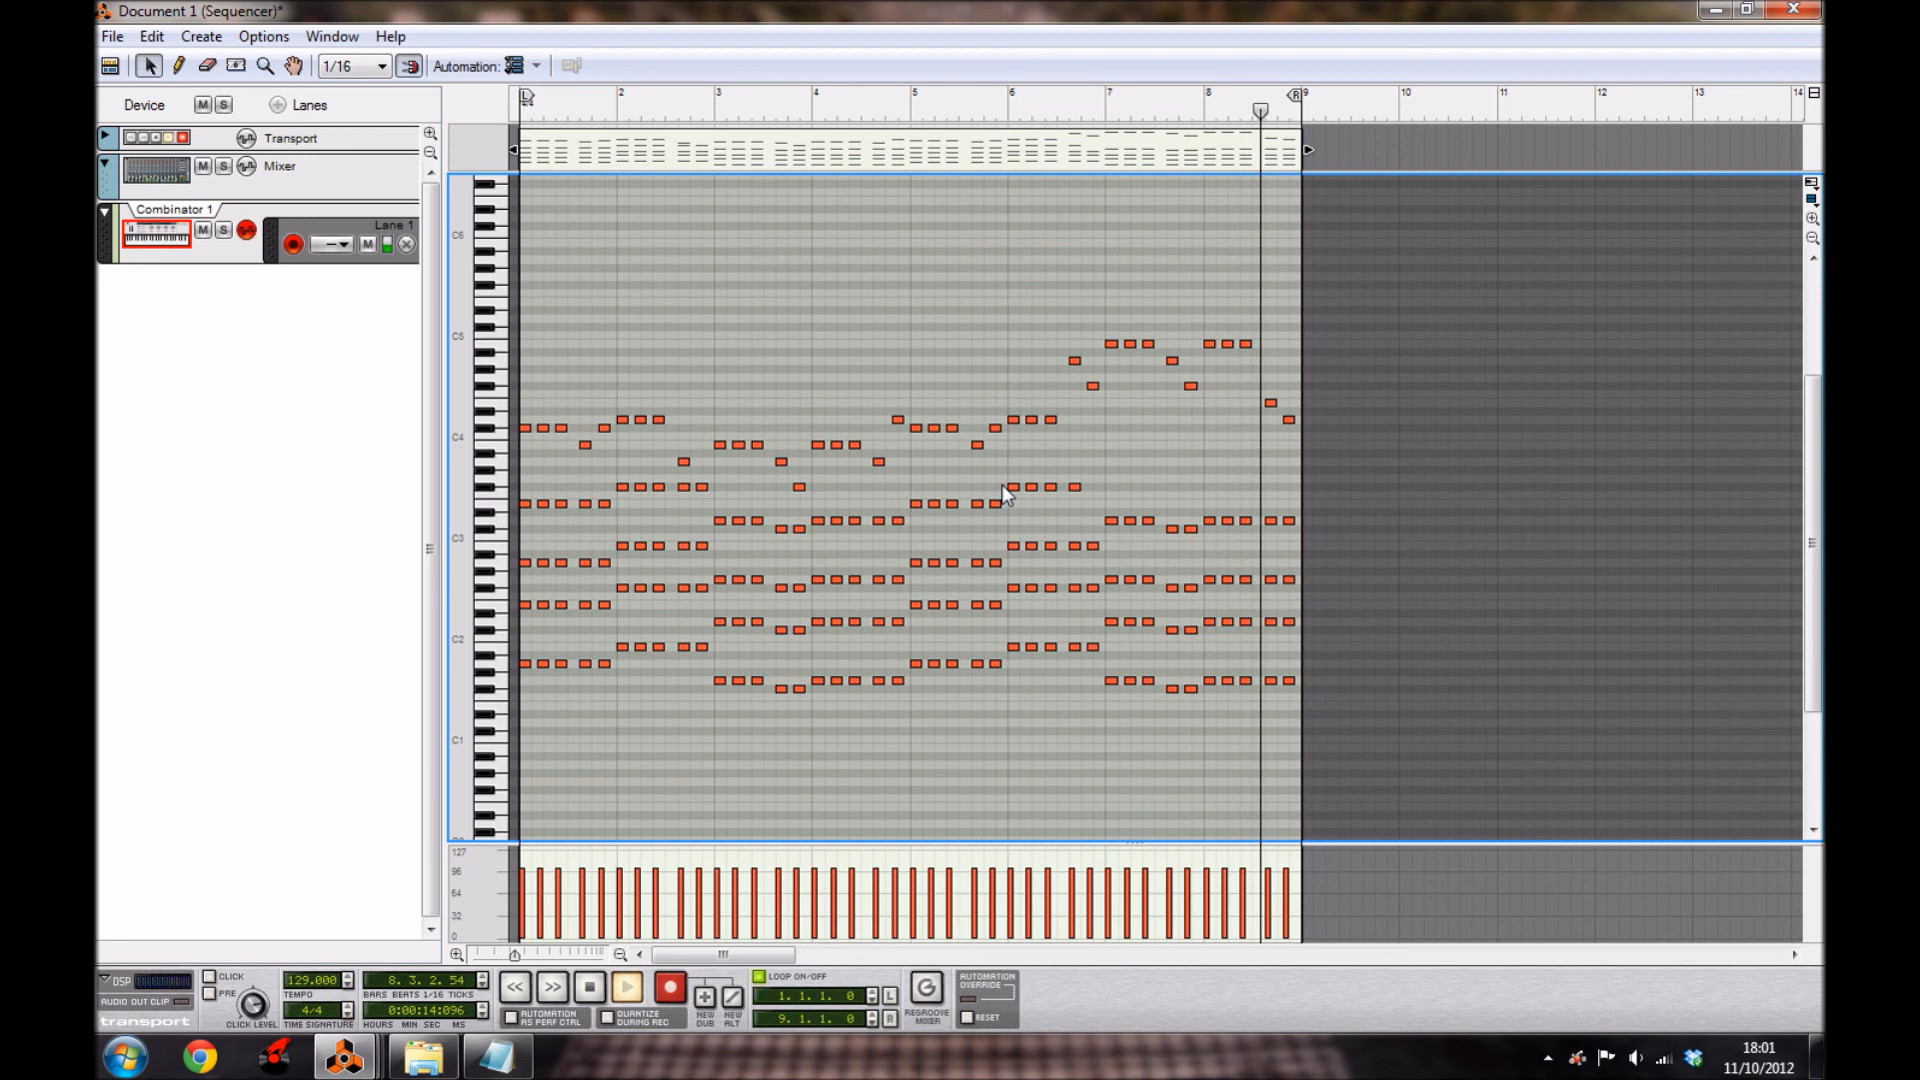 Document 1 (Sequencer)*
File Edit Create Options Window Help
1/16 Automation:
Device M S Lanes
Transport
M S Mixer
Combinator 1
M S Lane 1
M
L 2 3 4 5 6 7 8 R 9 10 11 12 13 14
4/4
C6
C5
C4
C3
C2
C1
127
96
64
32
0
DSP
AUDIO OUT CLIP
transport
CLICK
PRE
CLICK LEVEL
129.000
TEMPO
4/4
TIME SIGNATURE
8. 3. 2. 54
BARS BEATS 1/16 TICKS
0:00:14:096
HOURS MIN SEC MS
AUTOMATION AS PERF CTRL
QUANTIZE DURING REC
NEW DUB
NEW ALT
LOOP ON/OFF
1. 1. 1. 0 L
9. 1. 1. 0 R
REGROOVE MIXER
AUTOMATION OVERRIDE
RESET
18:01
11/10/2012